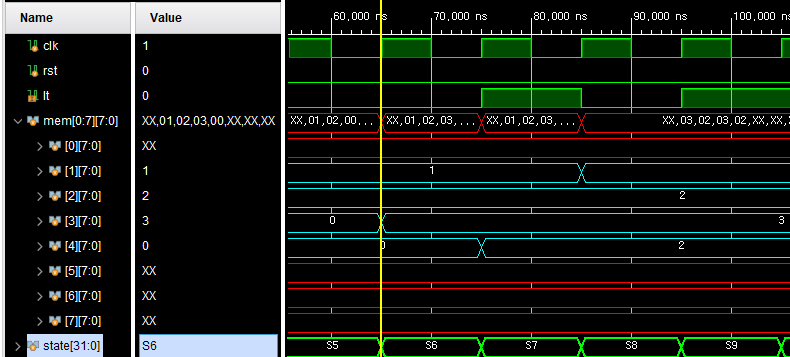 Name Value 60,000 ns 70,000 ns 80,000 ns 90,000 ns 100,000 ns
clk 1
rst 0
lt 0
mem[0:7][7:0] XX,01,02,03,00,XX,XX,XX XX,01,02,00... XX,01,02,03,... XX,01,02,03,... XX,03,02,03,02,XX,XX,X
[0][7:0] XX
[1][7:0] 1 1
[2][7:0] 2 2
[3][7:0] 3 0 3
[4][7:0] 0 0 2
[5][7:0] XX
[6][7:0] XX
[7][7:0] XX
state[31:0] S6 S5 S6 S7 S8 S9